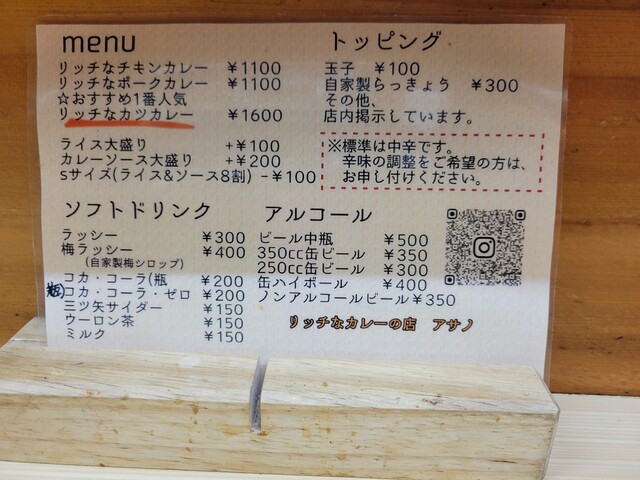 menu
リッチなチキンカレー ¥1100
リッチなポークカレー ¥1100
☆おすすめ1番人気
リッチなカツカレー ¥1600
ライス大盛り +¥100
カレーソース大盛り +¥200
Sサイズ(ライス&ソース8割) -¥100
トッピング
玉子 ¥100
自家製らっきょう ¥300
その他、
店内掲示しています。
※標準は中辛です。
辛味の調整をご希望の方は、
お申し付けください。
ソフトドリンク
ラッシー ¥300
梅ラッシー ¥400
(自家製梅シロップ)
コカ・コーラ(瓶 ¥200
コカ・コーラ・ゼロ ¥200
三ツ矢サイダー ¥150
ウーロン茶 ¥150
ミルク ¥150
アルコール
ビール中瓶 ¥500
350cc缶ビール ¥350
250cc缶ビール ¥300
缶ハイボール ¥400
ノンアルコールビール¥350
リッチなカレーの店 アサノ